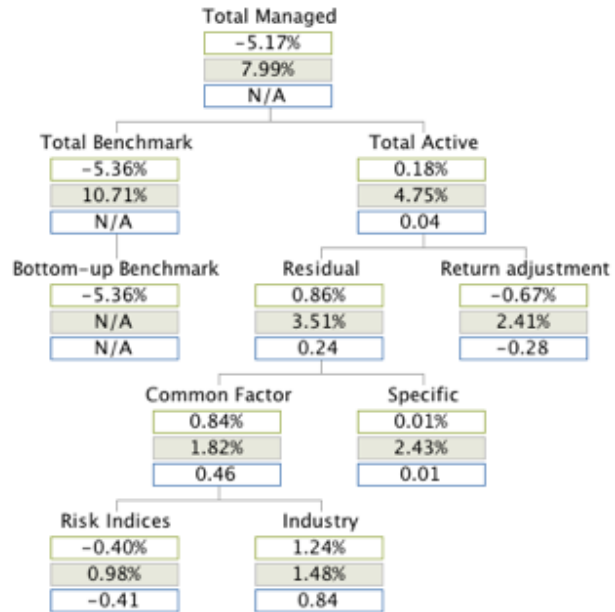 Total Managed
-5.17%
7.99%
N/A
Total Benchmark Total Active
-5.36% 0.18%
10.71% 4.75%
N/A 0.04
Bottom-up Benchmark Residual Return adjustment
-5.36% 0.86% -0.67%
N/A 3.51% 2.41%
N/A 0.24 -0.28
Common Factor Specific
0.84% 0.01%
1.82% 2.43%
0.46 0.01
Risk Indices Industry
-0.40% 1.24%
0.98% 1.48%
-0.41 0.84